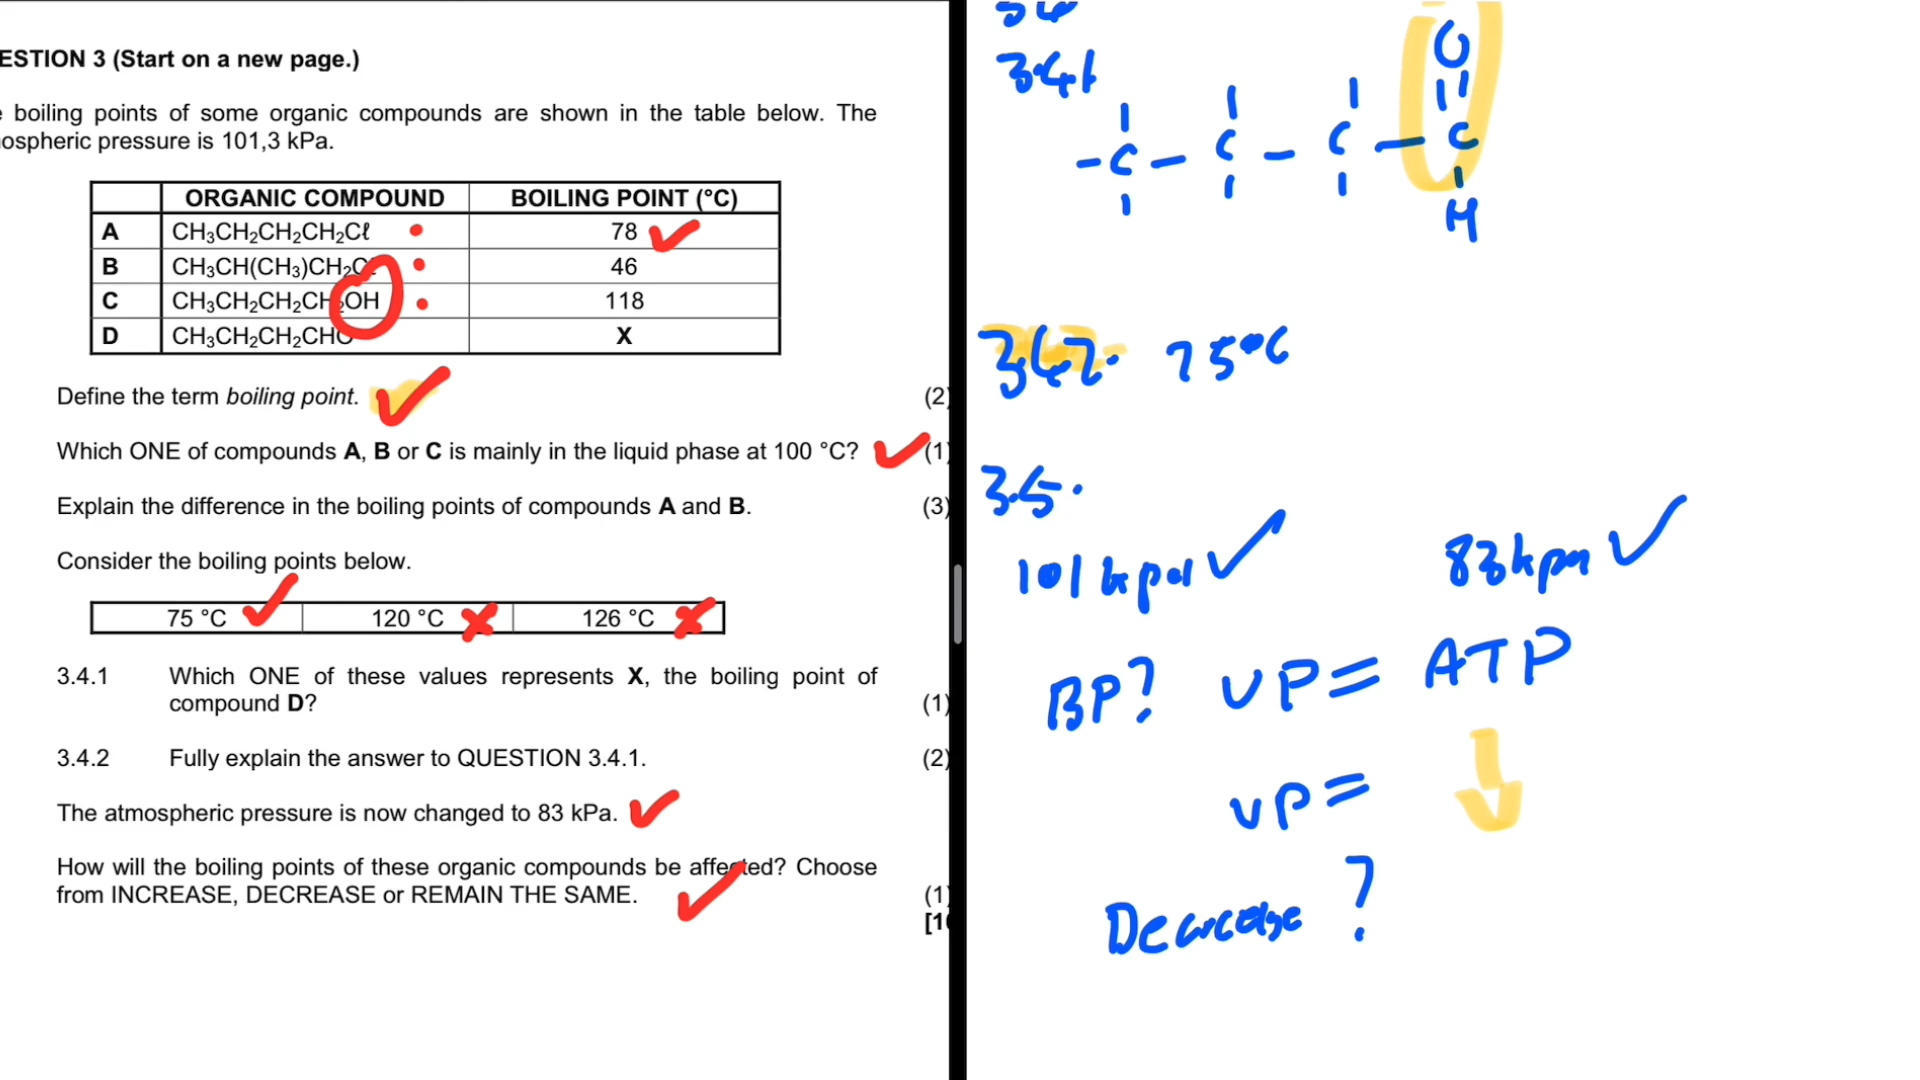 ESTION 3 (Start on a new page.)
boiling points of some organic compounds are shown in the table below. The
ospheric pressure is 101,3 kPa.
ORGANIC COMPOUND BOILING POINT (°C)
A CH₃CH₂CH₂CH₂Cℓ 78
B CH₃CH(CH₃)CH₂C 46
C CH₃CH₂CH₂CH₂OH 118
D CH₃CH₂CH₂CHO X
Define the term boiling point. (2)
Which ONE of compounds A, B or C is mainly in the liquid phase at 100 °C? (1)
Explain the difference in the boiling points of compounds A and B. (3)
Consider the boiling points below.
75 °C 120 °C 126 °C
3.4.1 Which ONE of these values represents X, the boiling point of
compound D? (1)
3.4.2 Fully explain the answer to QUESTION 3.4.1. (2)
The atmospheric pressure is now changed to 83 kPa.
How will the boiling points of these organic compounds be affected? Choose
from INCREASE, DECREASE or REMAIN THE SAME. (1)
[1
3.4.1
O
C C C C
H
3.4.2. 75°C
3.5.
101 kpa 83kpa
BP? VP= ATP
VP=
Decrease ?